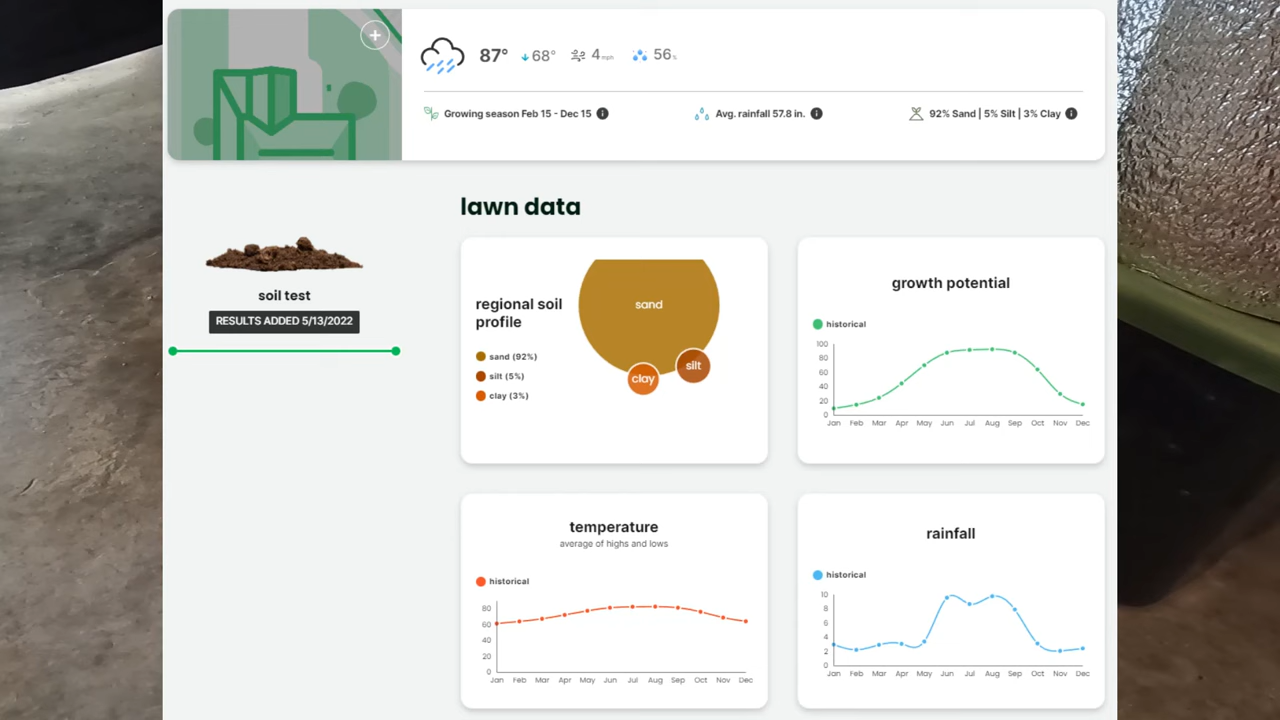 87° 68° 4 mph 56 %
Growing season Feb 15 - Dec 15
Avg. rainfall 57.8 in.
92% Sand | 5% Silt | 3% Clay
soil test
RESULTS ADDED 5/13/2022
lawn data
regional soil
profile
sand (92%)
silt (5%)
clay (3%)
sand
silt
clay
growth potential
historical
100
80
60
40
20
0
Jan Feb Mar Apr May Jun Jul Aug Sep Oct Nov Dec
temperature
average of highs and lows
historical
80
60
40
20
0
Jan Feb Mar Apr May Jun Jul Aug Sep Oct Nov Dec
rainfall
historical
10
8
6
4
2
0
Jan Feb Mar Apr May Jun Jul Aug Sep Oct Nov Dec